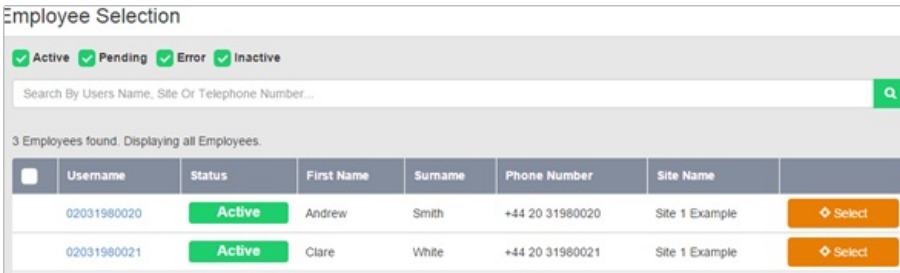 Employee Selection
Active Pending Error Inactive
Search By Users Name, Site Or Telephone Number...
3 Employees found. Displaying all Employees.
Username Status First Name Surname Phone Number Site Name
02031980020 Active Andrew Smith +44 20 31980020 Site 1 Example Select
02031980021 Active Clare White +44 20 31980021 Site 1 Example Select